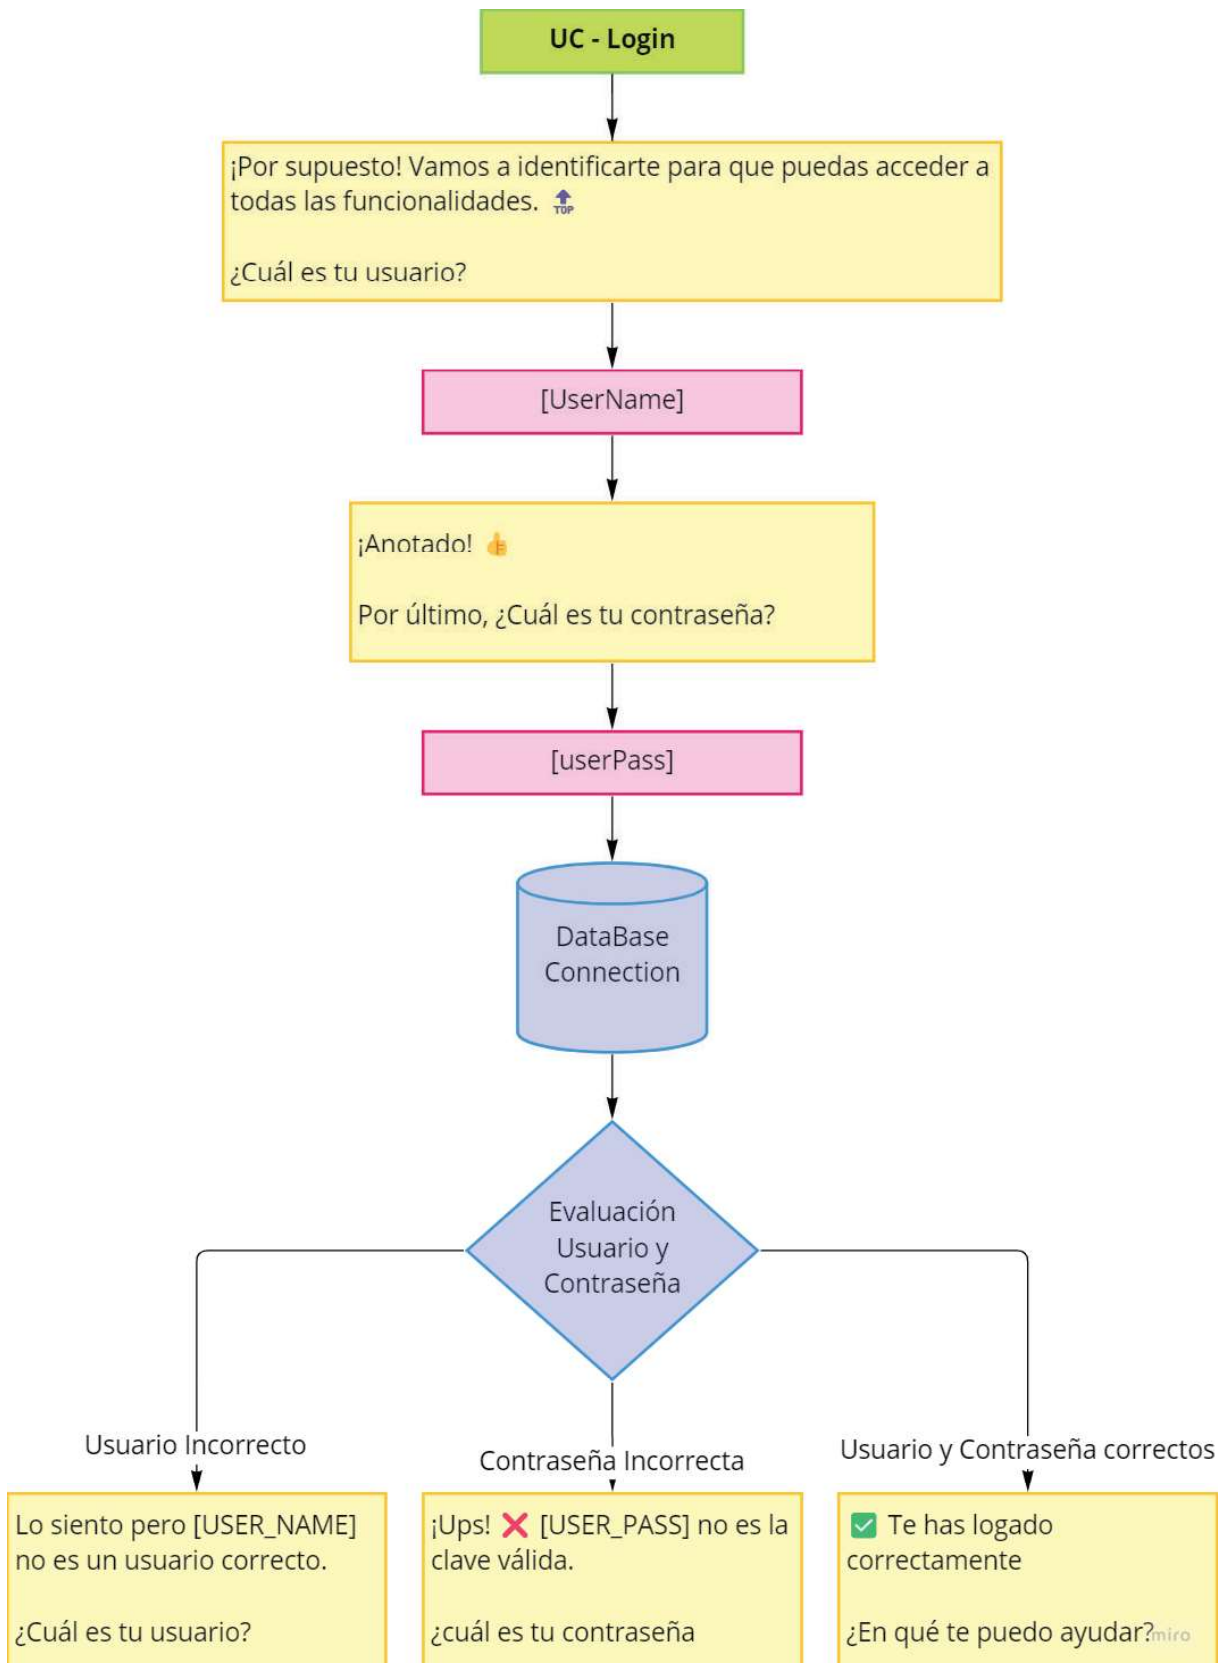 UC - Login
¡Por supuesto! Vamos a identificarte para que puedas acceder a
todas las funcionalidades. 🔝
¿Cuál es tu usuario?
[UserName]
¡Anotado! 👍
Por último, ¿Cuál es tu contraseña?
[userPass]
DataBase
Connection
Evaluación
Usuario y
Contraseña
Usuario Incorrecto
Contraseña Incorrecta
Usuario y Contraseña correctos
Lo siento pero [USER_NAME]
no es un usuario correcto.
¿Cuál es tu usuario?
¡Ups! ❌ [USER_PASS] no es la
clave válida.
¿cuál es tu contraseña
✅ Te has logado
correctamente
¿En qué te puedo ayudar?
miro